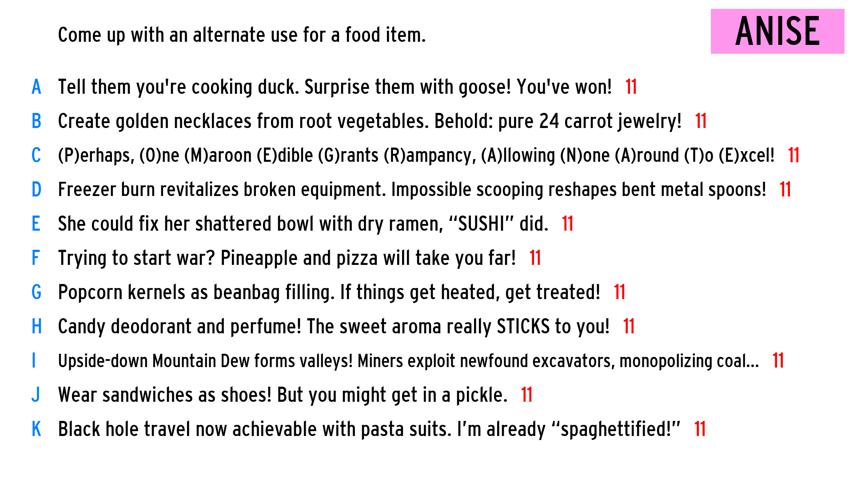 Come up with an alternate use for a food item.
ANISE
A Tell them you're cooking duck. Surprise them with goose! You've won! 11
B Create golden necklaces from root vegetables. Behold: pure 24 carrot jewelry! 11
C (P)erhaps, (O)ne (M)aroon (E)dible (G)rants (R)ampancy, (A)llowing (N)one (A)round (T)o (E)xcel! 11
D Freezer burn revitalizes broken equipment. Impossible scooping reshapes bent metal spoons! 11
E She could fix her shattered bowl with dry ramen, “SUSHI” did. 11
F Trying to start war? Pineapple and pizza will take you far! 11
G Popcorn kernels as beanbag filling. If things get heated, get treated! 11
H Candy deodorant and perfume! The sweet aroma really STICKS to you! 11
I Upside-down Mountain Dew forms valleys! Miners exploit newfound excavators, monopolizing coal... 11
J Wear sandwiches as shoes! But you might get in a pickle. 11
K Black hole travel now achievable with pasta suits. I’m already “spaghettified!” 11